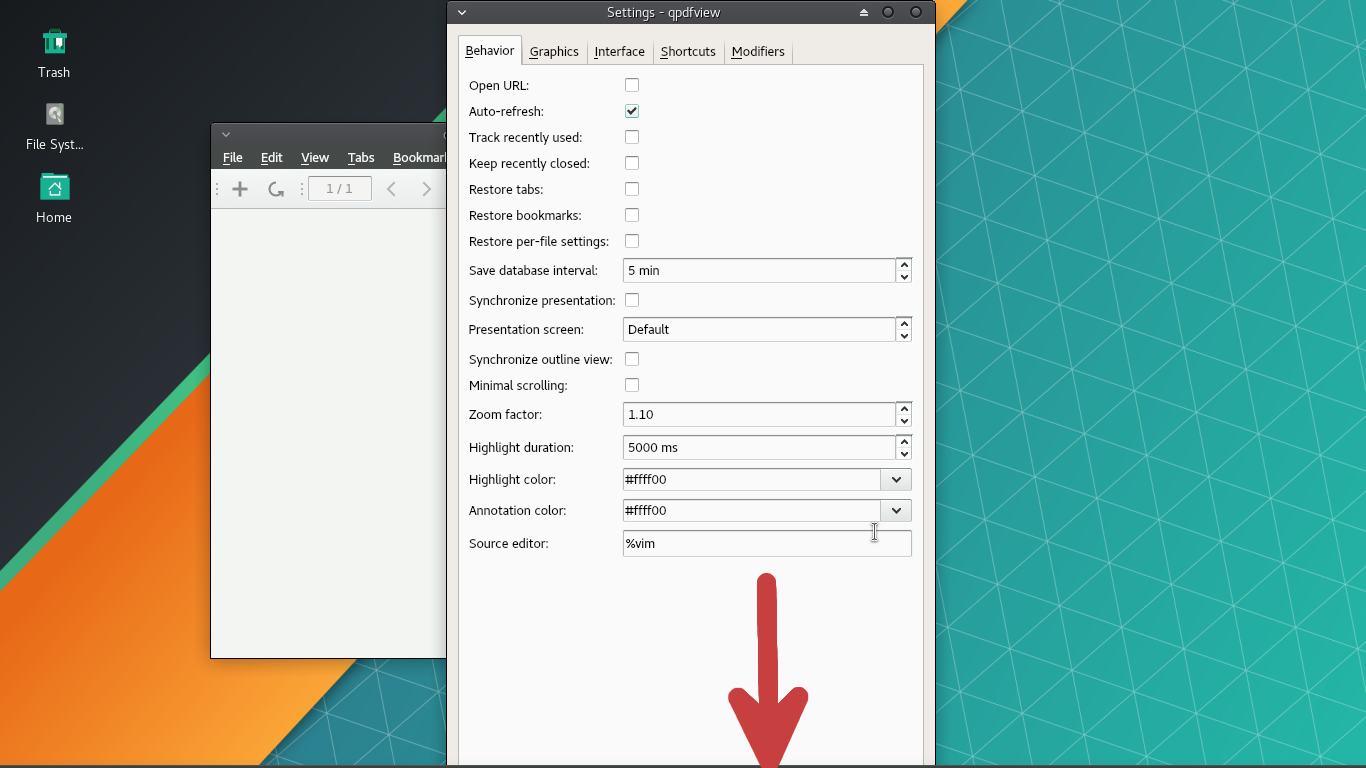 Settings - qpdfview
Behavior Graphics Interface Shortcuts Modifiers
Trash
File Syst...
Home
File Edit View Tabs Bookmar
1 / 1
Open URL:
Auto-refresh:
Track recently used:
Keep recently closed:
Restore tabs:
Restore bookmarks:
Restore per-file settings:
Save database interval: 5 min
Synchronize presentation:
Presentation screen: Default
Synchronize outline view:
Minimal scrolling:
Zoom factor: 1.10
Highlight duration: 5000 ms
Highlight color: #ffff00
Annotation color: #ffff00
Source editor: %vim